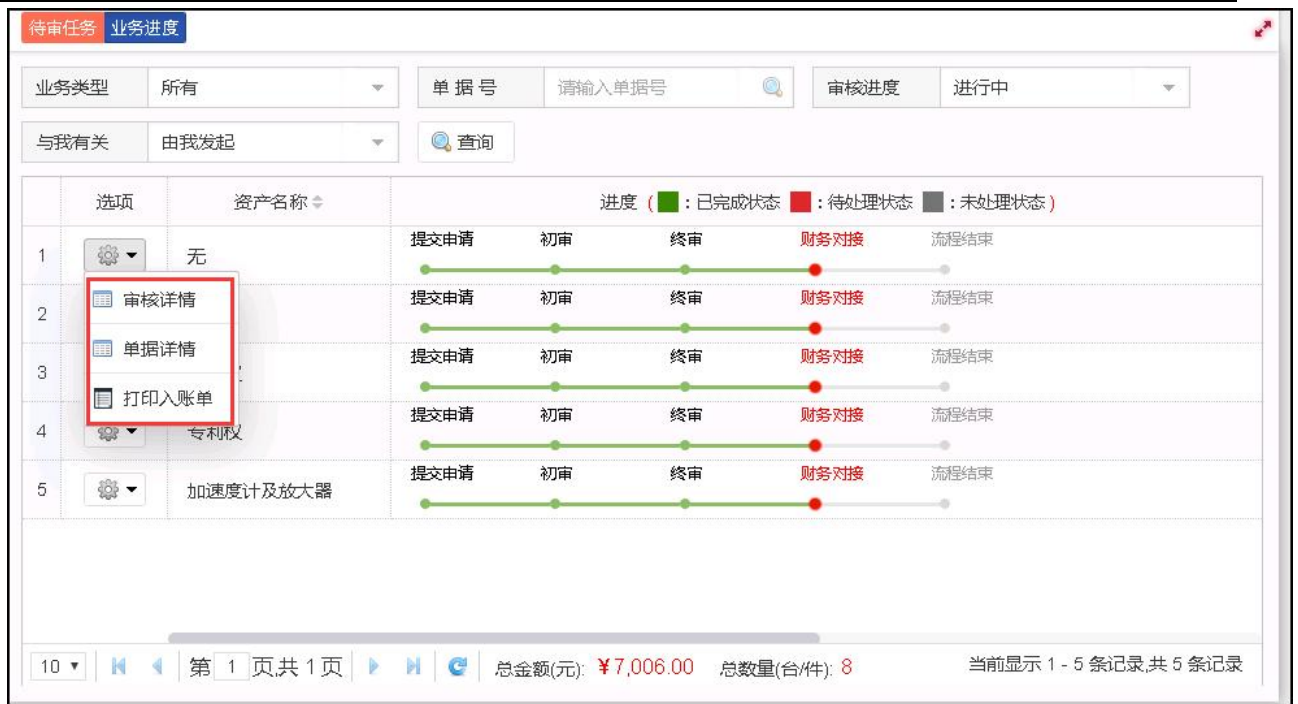 待审任务 业务进度
业务类型 所有 单据号 请输入单据号 审核进度 进行中
与我有关 由我发起 查询
选项 资产名称 进度 ( : 已完成状态 : 待处理状态 : 未处理状态 )
1 无 提交申请 初审 终审 财务对接 流程结束
审核详情
2 提交申请 初审 终审 财务对接 流程结束
单据详情
3 提交申请 初审 终审 财务对接 流程结束
打印入账单
4 专利权 提交申请 初审 终审 财务对接 流程结束
5 加速度计及放大器 提交申请 初审 终审 财务对接 流程结束
10 第 1 页,共 1 页 总金额(元): ¥7,006.00 总数量(台/件): 8 当前显示 1 - 5 条记录,共 5 条记录